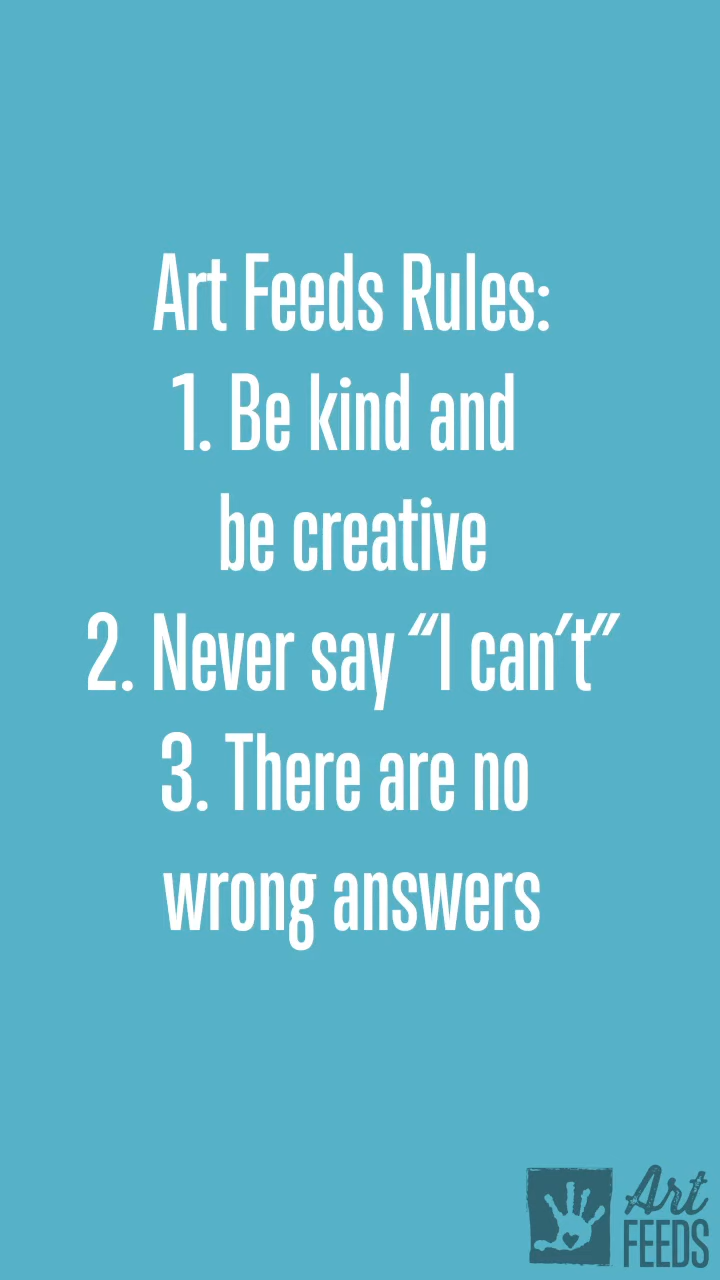 Art Feeds Rules:
1. Be kind and
be creative
2. Never say “I can’t”
3. There are no
wrong answers
Art
FEEDS